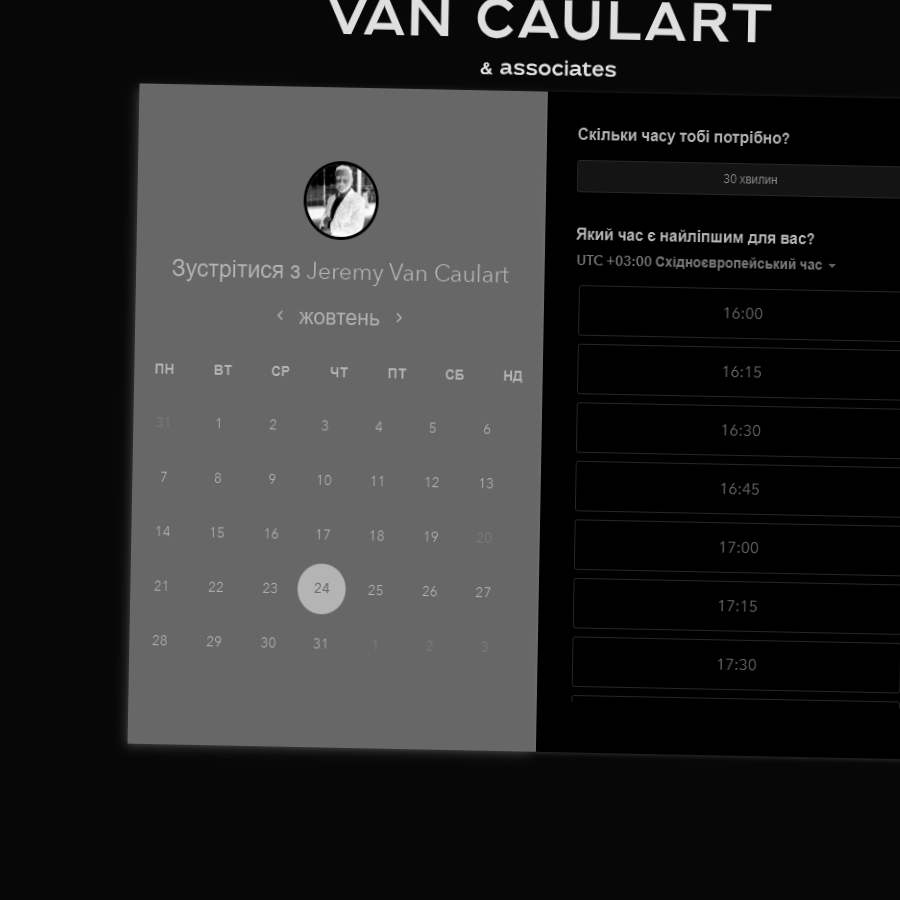 VAN CAULART
& associates
Зустрітися з Jeremy Van Caulart
жовтень
ПН ВТ СР ЧТ ПТ СБ НД
31 1 2 3 4 5 6
7 8 9 10 11 12 13
14 15 16 17 18 19 20
21 22 23 24 25 26 27
28 29 30 31 1 2 3
Скільки часу тобі потрібно?
30 хвилин
Який час є найліпшим для вас?
UTC +03:00 Східноєвропейський час
16:00
16:15
16:30
16:45
17:00
17:15
17:30